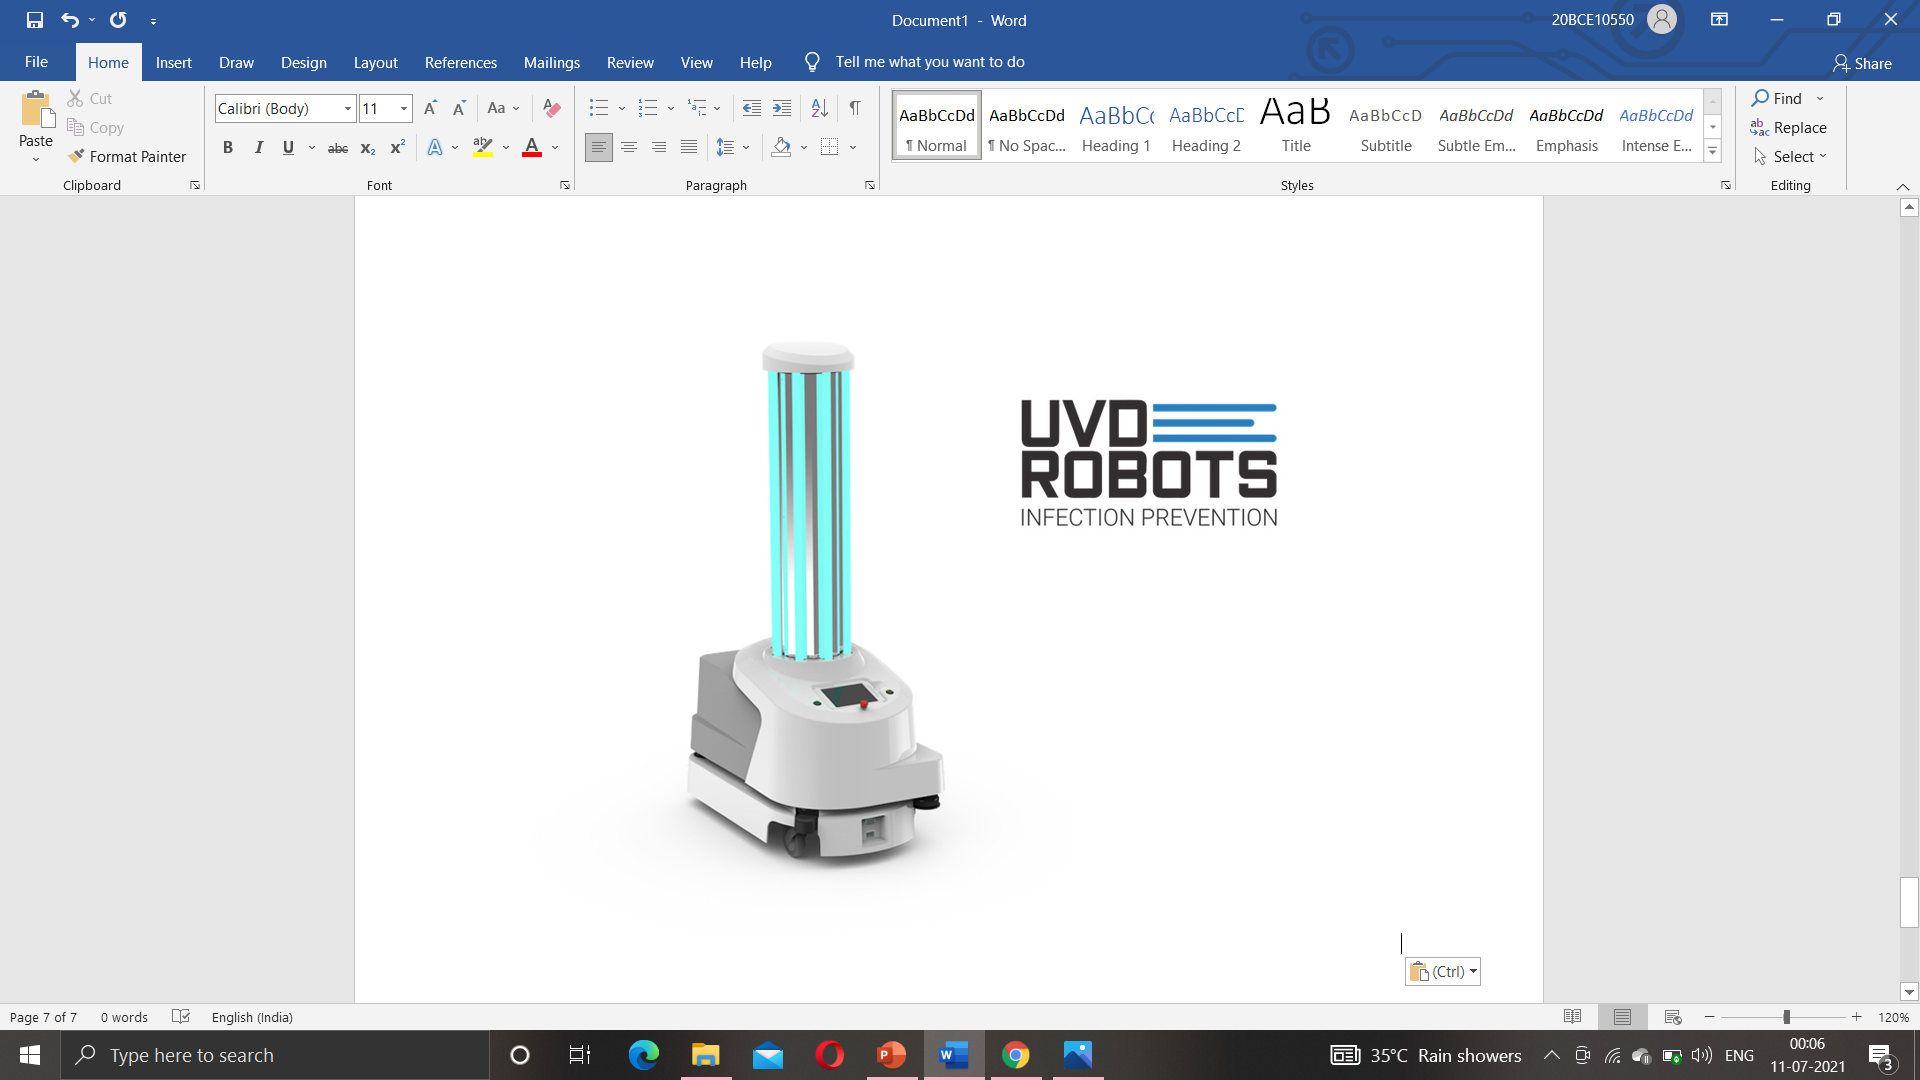 Document1 - Word
20BCE10550
File Home Insert Draw Design Layout References Mailings Review View Help Tell me what you want to do
Share
Paste
Cut
Copy
Format Painter
Clipboard
Calibri (Body) 11
Font
Paragraph
AaBbCcDd AaBbCcDd AaBbCc AaBbCcD AaB AaBbCcD AaBbCcDd AaBbCcDd AaBbCcDd
¶ Normal ¶ No Spac... Heading 1 Heading 2 Title Subtitle Subtle Em... Emphasis Intense E...
Styles
Find
Replace
Select
Editing
UVD
ROBOTS
INFECTION PREVENTION
(Ctrl)
Page 7 of 7 0 words English (India)
120%
Type here to search
35°C Rain showers
ENG
00:06
11-07-2021
3